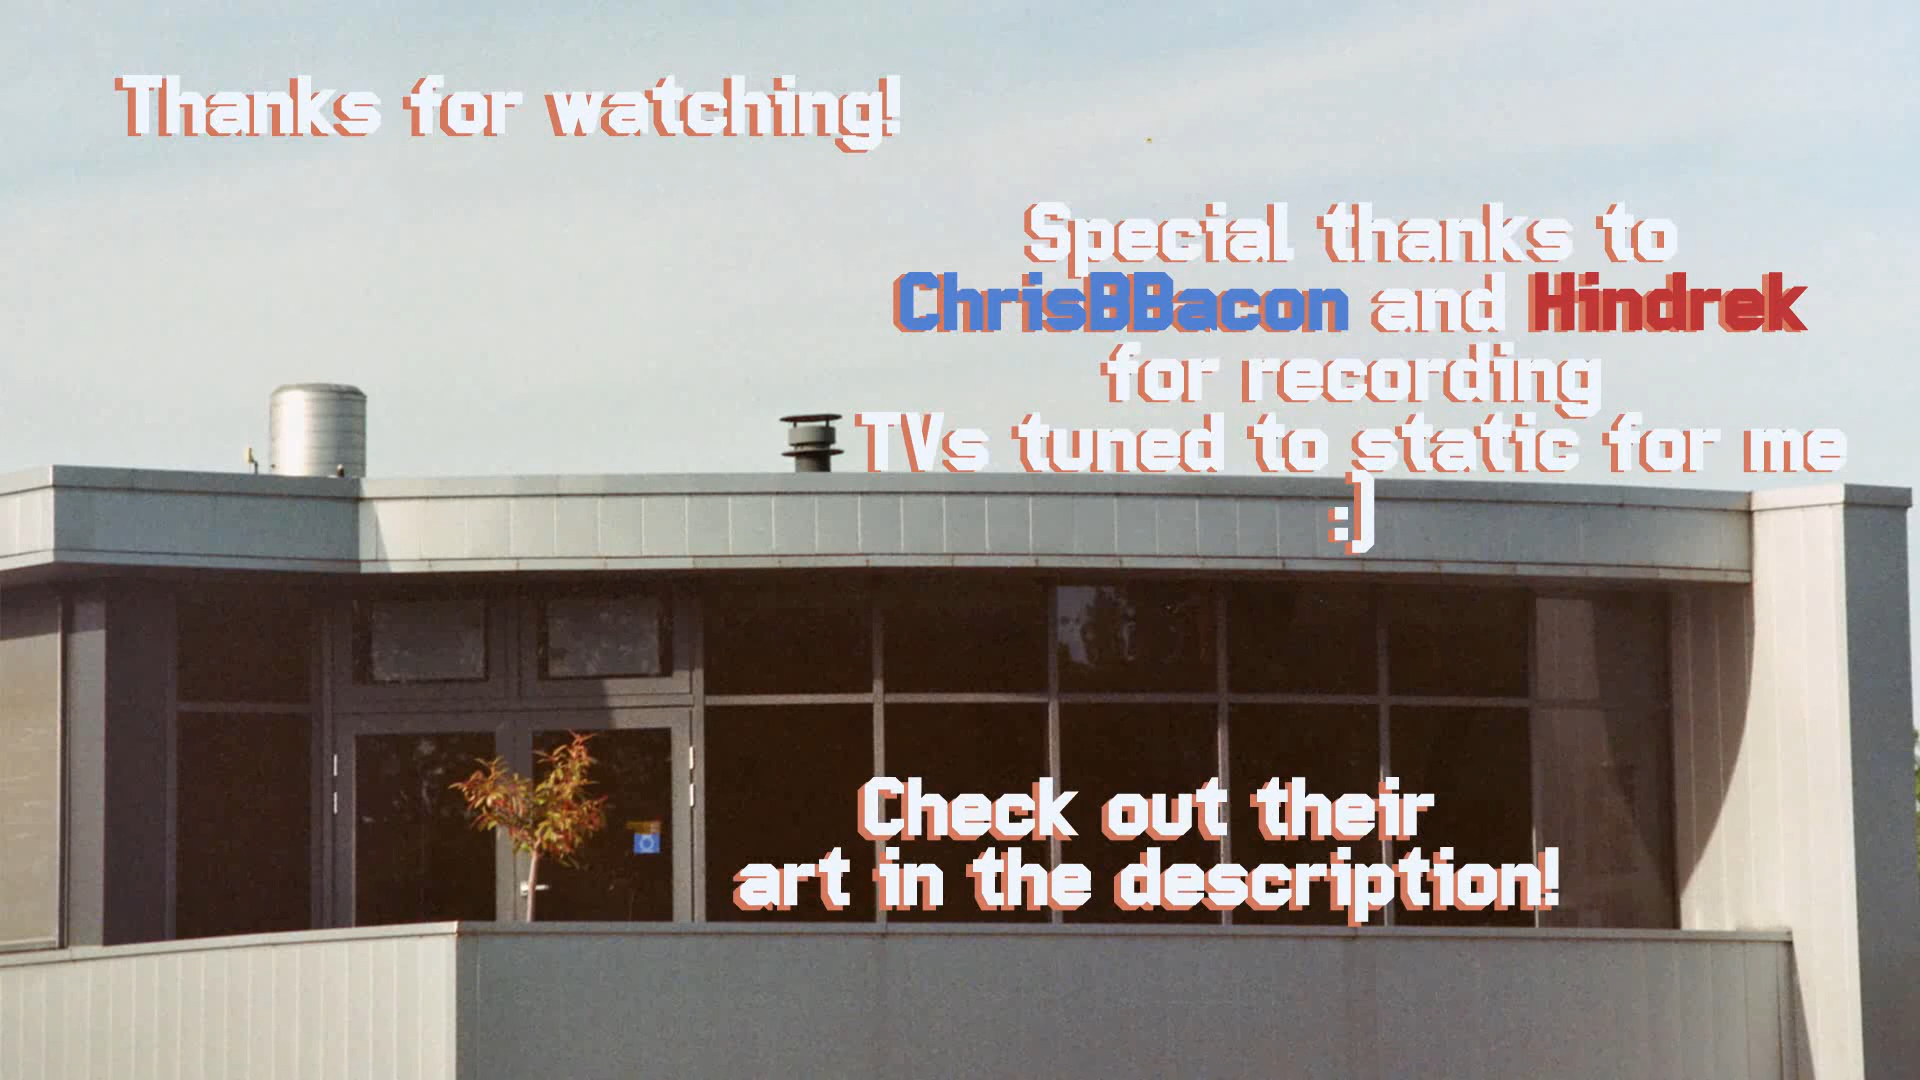 Thanks for watching!
Special thanks to
ChrisBBacon and Hindrek
for recording
TVs tuned to static for me
:)
Check out their
art in the description!